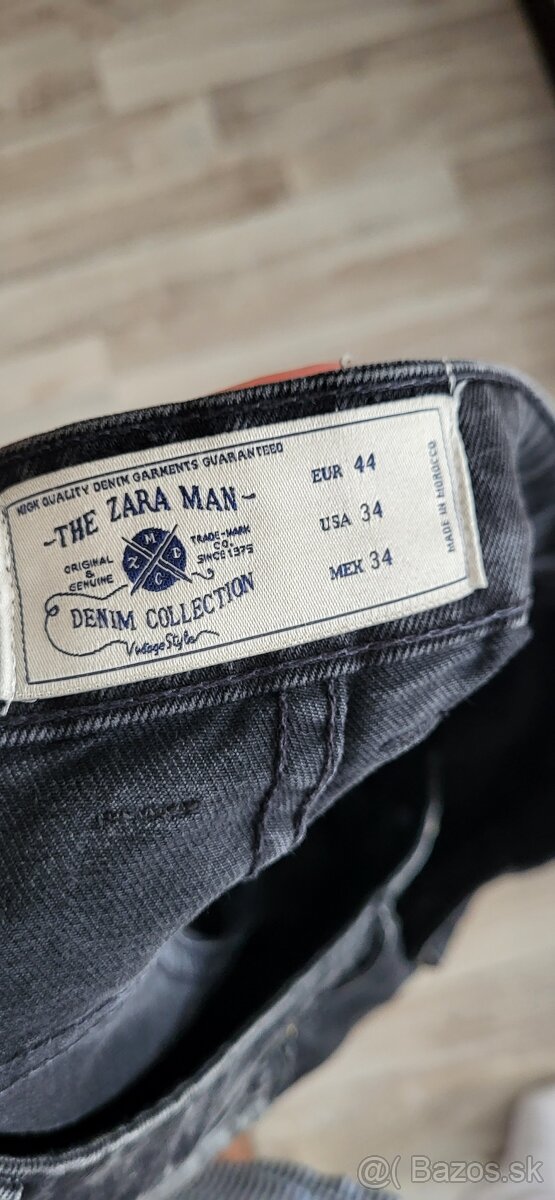 HIGH QUALITY DENIM GARMENTS GUARANTEED
-THE ZARA MAN-
ORIGINAL
&
GENUINE
M
Z D
C
TRADE-MARK
CO.
SINCE 1975
DENIM COLLECTION
Vintage Style
EUR 44
USA 34
MEX 34
MADE IN MOROCCO
@( Bazos.sk